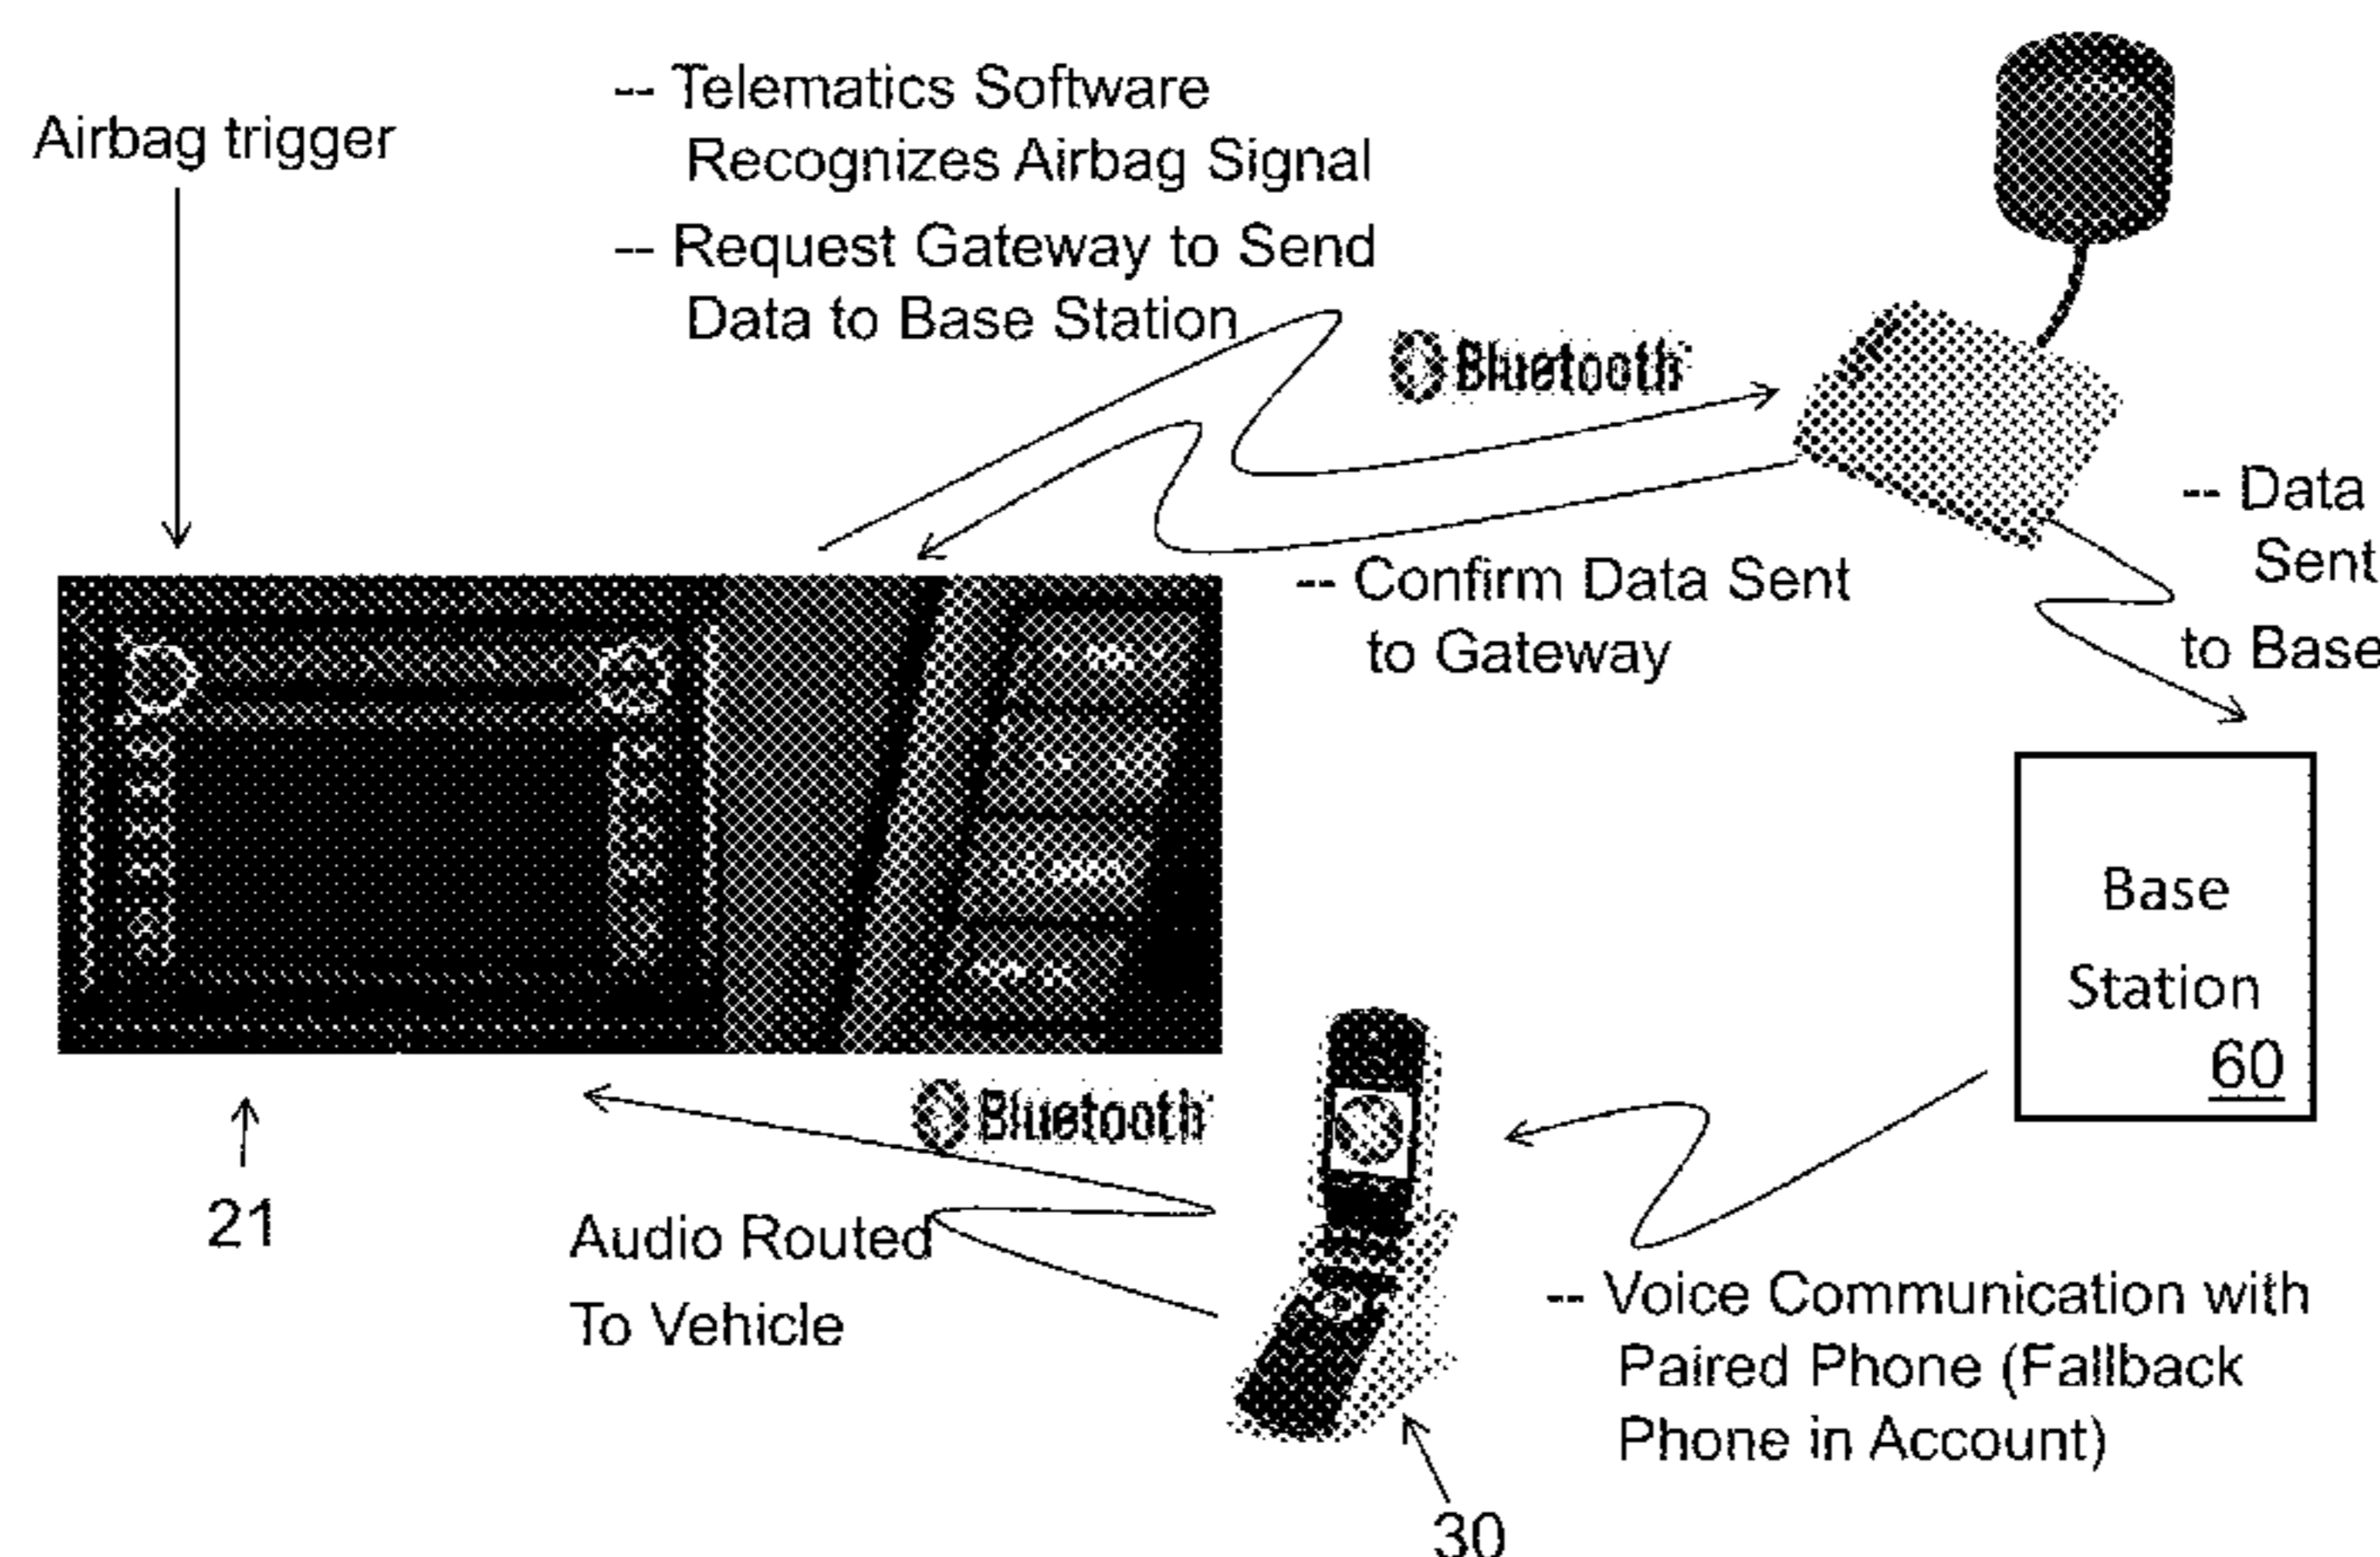 Airbag trigger
-- Telematics Software
Recognizes Airbag Signal
-- Request Gateway to Send
Data to Base Station
Bluetooth
-- Data
Sent
to Base
-- Confirm Data Sent
to Gateway
Base
Station
60
Bluetooth
21
Audio Routed
To Vehicle
-- Voice Communication with
Paired Phone (Fallback
Phone in Account)
30